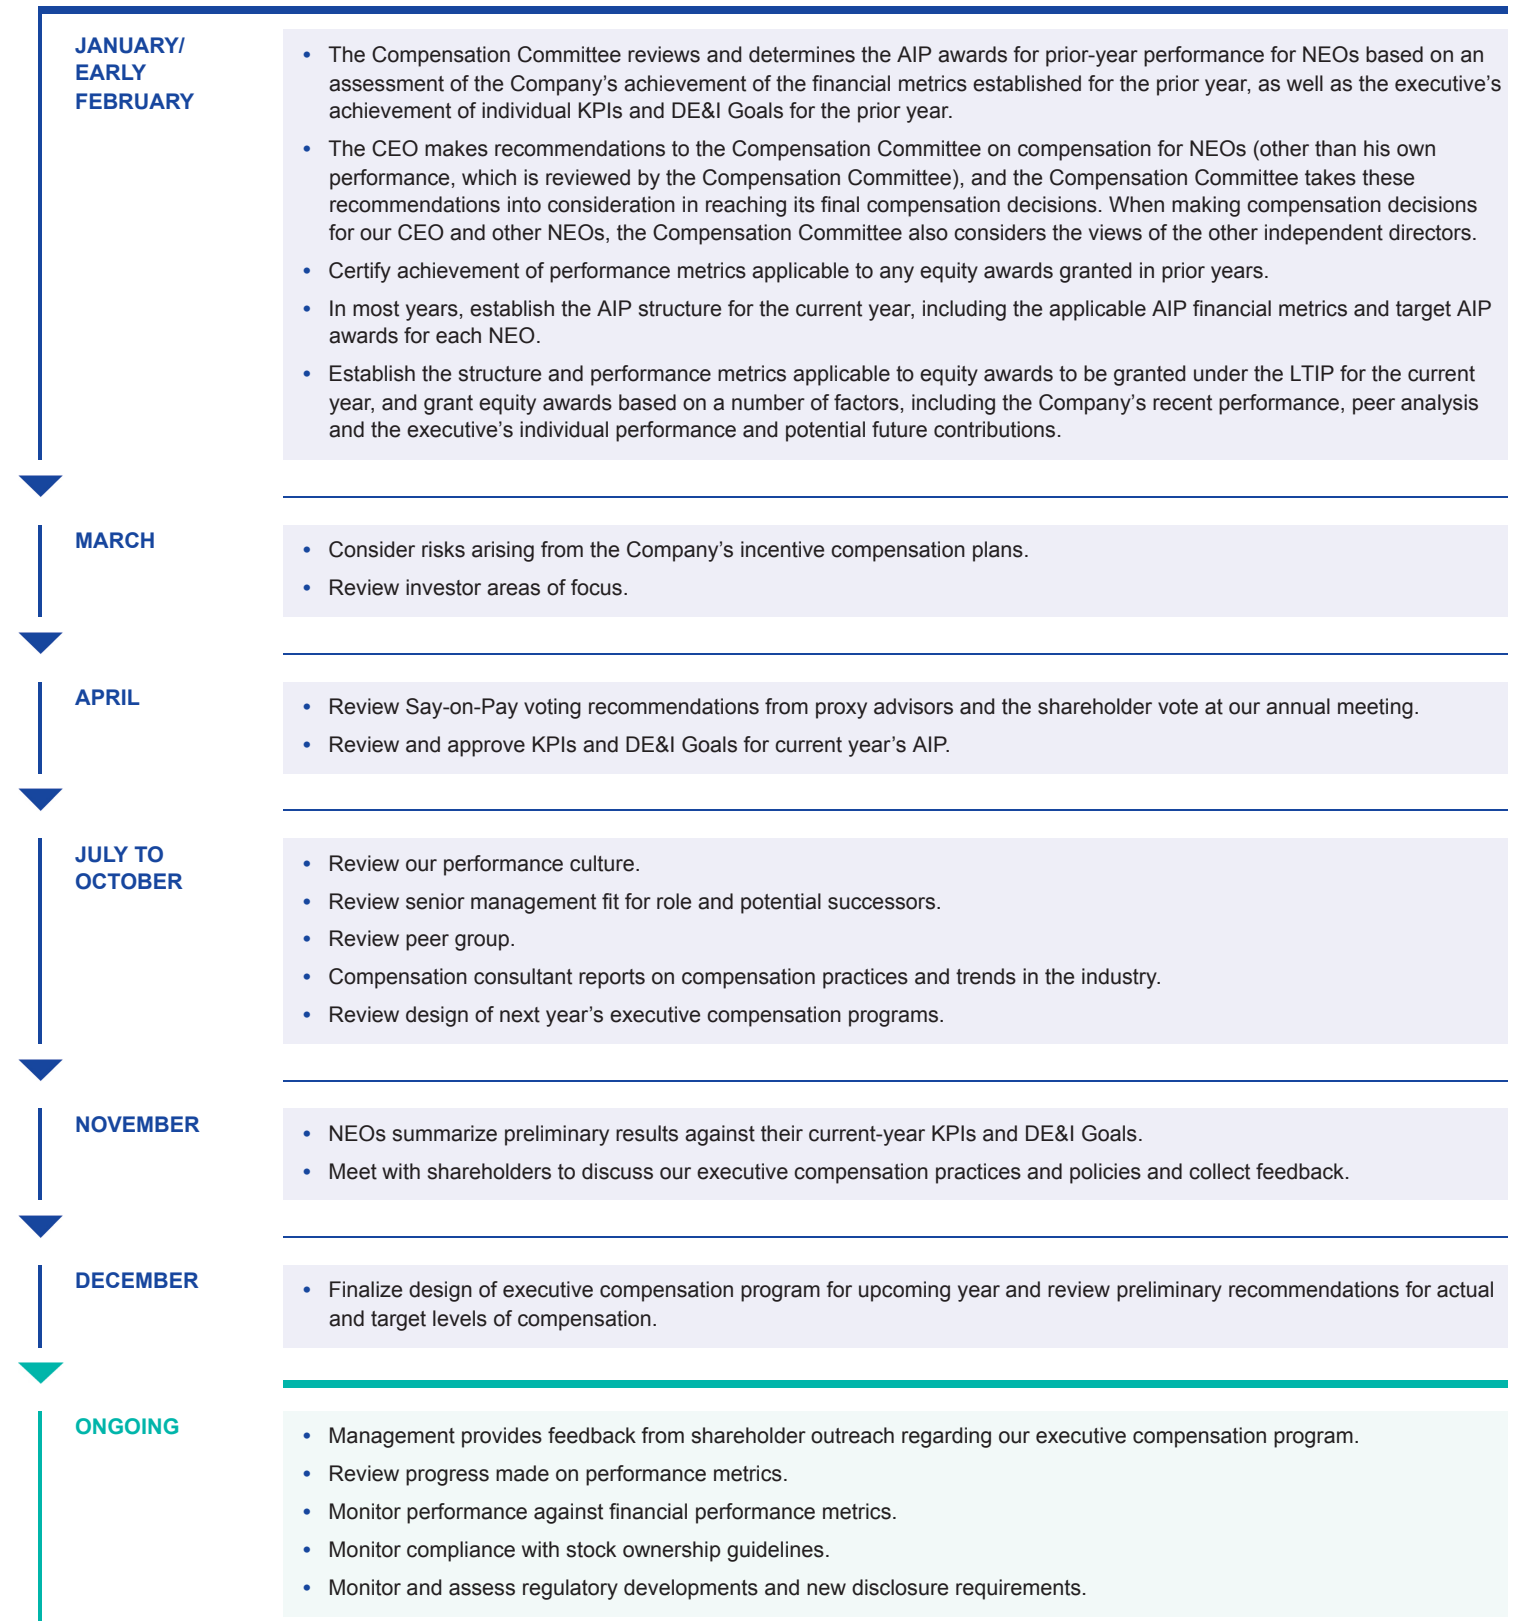 JANUARY/
EARLY
FEBRUARY
• The Compensation Committee reviews and determines the AIP awards for prior-year performance for NEOs based on an
assessment of the Company’s achievement of the financial metrics established for the prior year, as well as the executive’s
achievement of individual KPIs and DE&I Goals for the prior year.
• The CEO makes recommendations to the Compensation Committee on compensation for NEOs (other than his own
performance, which is reviewed by the Compensation Committee), and the Compensation Committee takes these
recommendations into consideration in reaching its final compensation decisions. When making compensation decisions
for our CEO and other NEOs, the Compensation Committee also considers the views of the other independent directors.
• Certify achievement of performance metrics applicable to any equity awards granted in prior years.
• In most years, establish the AIP structure for the current year, including the applicable AIP financial metrics and target AIP
awards for each NEO.
• Establish the structure and performance metrics applicable to equity awards to be granted under the LTIP for the current
year, and grant equity awards based on a number of factors, including the Company’s recent performance, peer analysis
and the executive’s individual performance and potential future contributions.
MARCH
• Consider risks arising from the Company’s incentive compensation plans.
• Review investor areas of focus.
APRIL
• Review Say-on-Pay voting recommendations from proxy advisors and the shareholder vote at our annual meeting.
• Review and approve KPIs and DE&I Goals for current year’s AIP.
JULY TO
OCTOBER
• Review our performance culture.
• Review senior management fit for role and potential successors.
• Review peer group.
• Compensation consultant reports on compensation practices and trends in the industry.
• Review design of next year’s executive compensation programs.
NOVEMBER
• NEOs summarize preliminary results against their current-year KPIs and DE&I Goals.
• Meet with shareholders to discuss our executive compensation practices and policies and collect feedback.
DECEMBER
• Finalize design of executive compensation program for upcoming year and review preliminary recommendations for actual
and target levels of compensation.
ONGOING
• Management provides feedback from shareholder outreach regarding our executive compensation program.
• Review progress made on performance metrics.
• Monitor performance against financial performance metrics.
• Monitor compliance with stock ownership guidelines.
• Monitor and assess regulatory developments and new disclosure requirements.